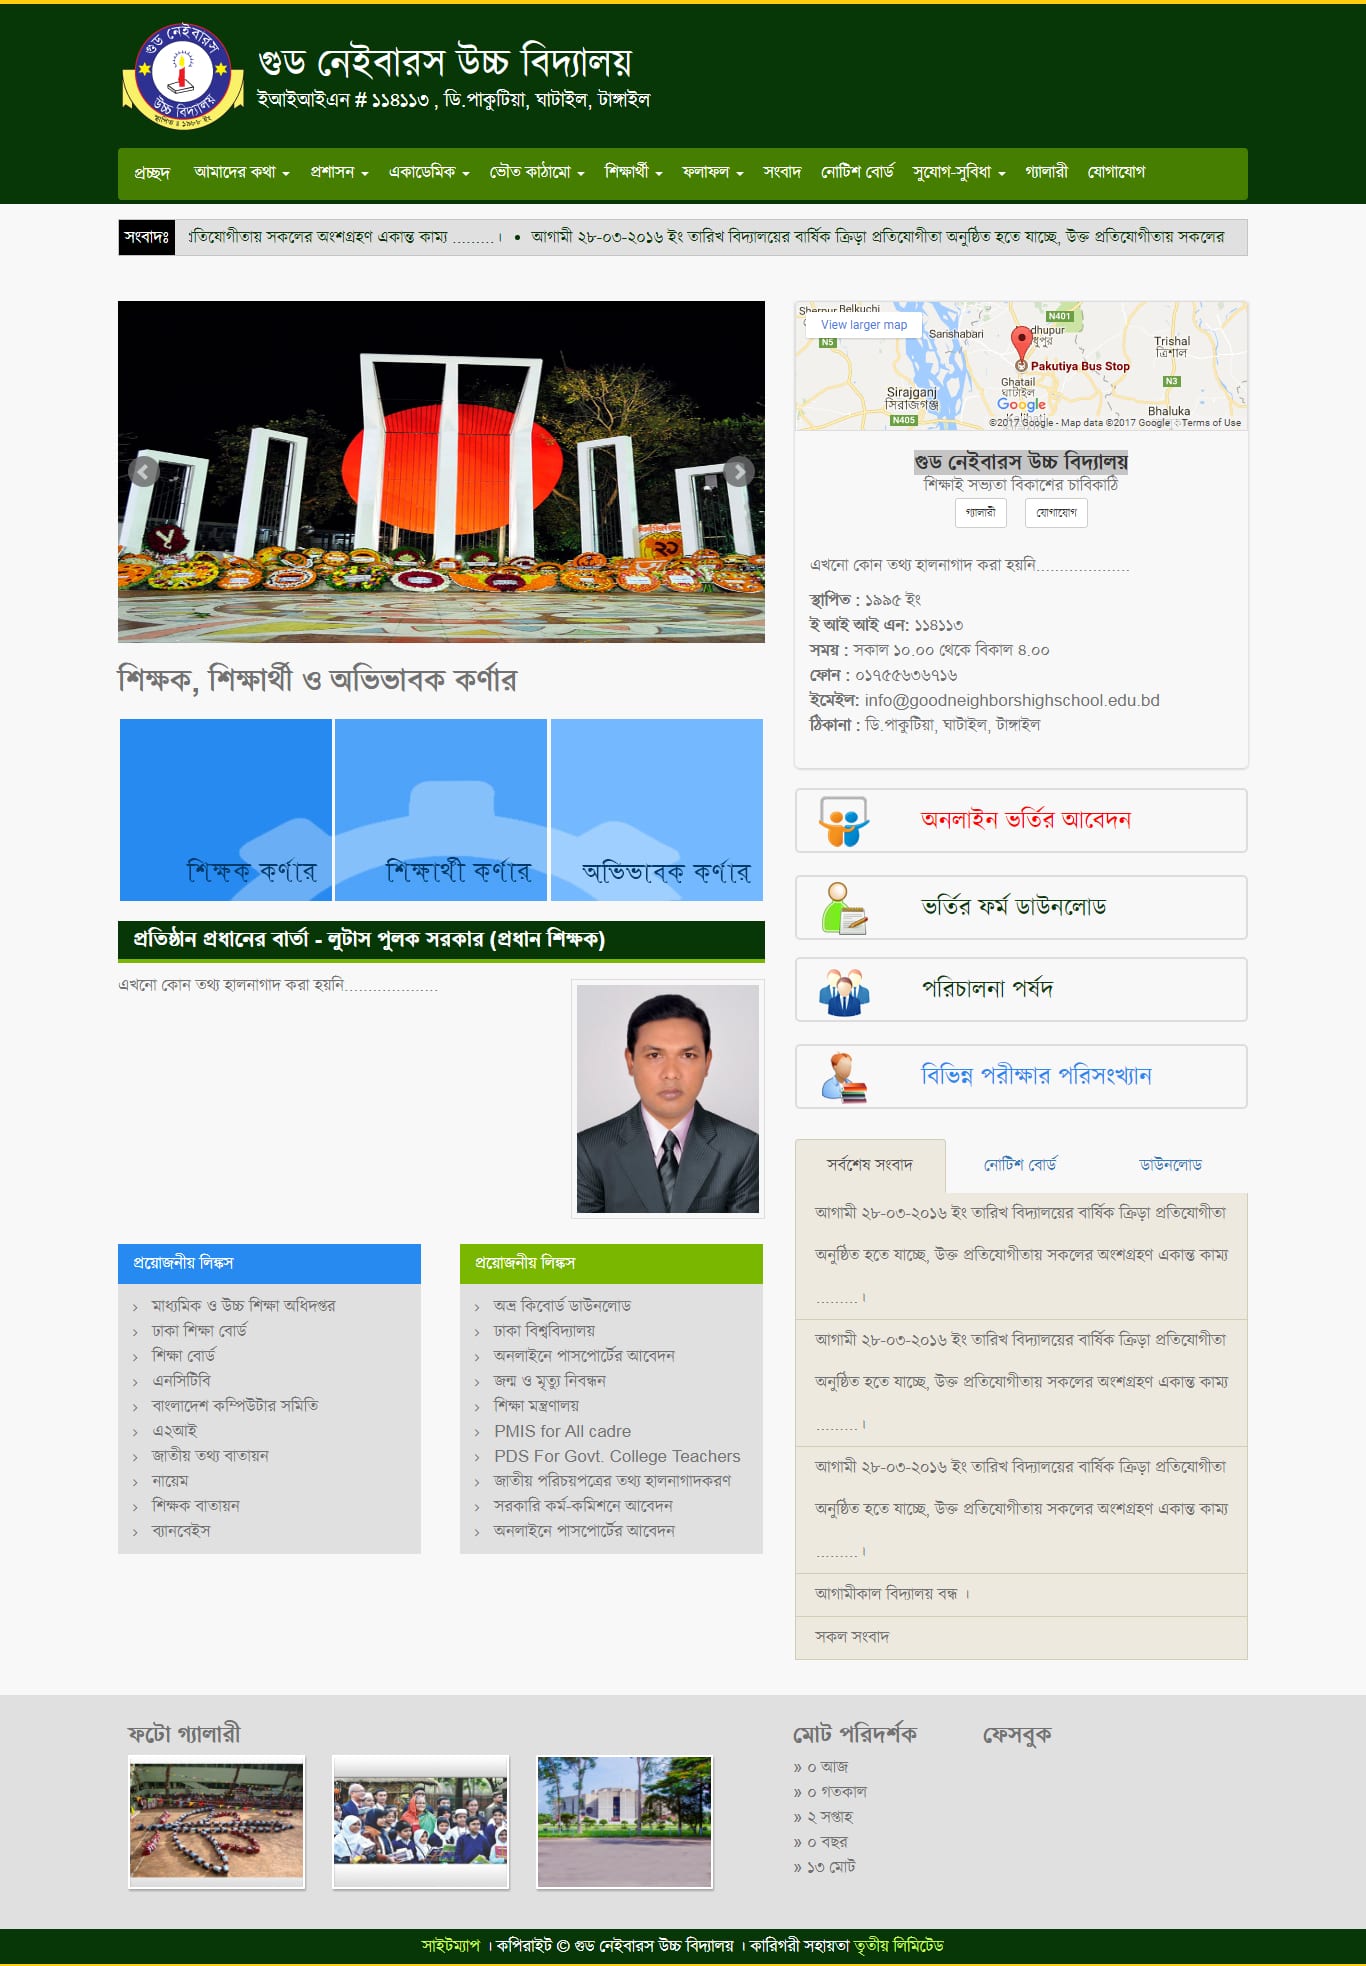 গুড নেইবারস
উচ্চ বিদ্যালয়
স্থাপিত ঃ ১৯৮৮ ইং
গুড নেইবারস উচ্চ বিদ্যালয়
ইআইআইএন # ১১৪১১৩ , ডি.পাকুটিয়া, ঘাটাইল, টাঙ্গাইল
প্রচ্ছদ আমাদের কথা প্রশাসন একাডেমিক ভৌত কাঠামো শিক্ষার্থী ফলাফল সংবাদ নোটিশ বোর্ড সুযোগ-সুবিধা গ্যালারী যোগাযোগ
সংবাদঃ প্রতিযোগীতায় সকলের অংশগ্রহণ একান্ত কাম্য .........। • আগামী ২৮-০৩-২০১৬ ইং তারিখ বিদ্যালয়ের বার্ষিক ক্রিড়া প্রতিযোগীতা অনুষ্ঠিত হতে যাচ্ছে, উক্ত প্রতিযোগীতায় সকলের
Sherpur Belkuchi
N401
View larger map
Sanshabari
dhupur
ধুপুর
N5
Trishal
ত্রিশাল
Pakutiya Bus Stop
Ghatail
ঘাটাইল
N3
Sirajganj
সিরাজগঞ্জ
Google
Bhaluka
N405
©2017 Google - Map data ©2017 Google Terms of Use
গুড নেইবারস উচ্চ বিদ্যালয়
শিক্ষাই সভ্যতা বিকাশের চাবিকাঠি
গ্যালারী যোগাযোগ
এখনো কোন তথ্য হালনাগাদ করা হয়নি....................
স্থাপিত : ১৯৯৫ ইং
ই আই আই এন: ১১৪১১৩
সময় : সকাল ১০.০০ থেকে বিকাল ৪.০০
ফোন : ০১৭৫৫৬৩৬৭১৬
ইমেইল: info@goodneighborshighschool.edu.bd
ঠিকানা : ডি.পাকুটিয়া, ঘাটাইল, টাঙ্গাইল
শিক্ষক, শিক্ষার্থী ও অভিভাবক কর্ণার
শিক্ষক কর্ণার শিক্ষার্থী কর্ণার অভিভাবক কর্ণার
প্রতিষ্ঠান প্রধানের বার্তা - লুটাস পুলক সরকার (প্রধান শিক্ষক)
এখনো কোন তথ্য হালনাগাদ করা হয়নি....................
অনলাইন ভর্তির আবেদন
ভর্তির ফর্ম ডাউনলোড
পরিচালনা পর্ষদ
বিভিন্ন পরীক্ষার পরিসংখ্যান
প্রয়োজনীয় লিঙ্কস
মাধ্যমিক ও উচ্চ শিক্ষা অধিদপ্তর
ঢাকা শিক্ষা বোর্ড
শিক্ষা বোর্ড
এনসিটিবি
বাংলাদেশ কম্পিউটার সমিতি
এ২আই
জাতীয় তথ্য বাতায়ন
নায়েম
শিক্ষক বাতায়ন
ব্যানবেইস
প্রয়োজনীয় লিঙ্কস
অভ্র কিবোর্ড ডাউনলোড
ঢাকা বিশ্ববিদ্যালয়
অনলাইনে পাসপোর্টের আবেদন
জন্ম ও মৃত্যু নিবন্ধন
শিক্ষা মন্ত্রণালয়
PMIS for All cadre
PDS For Govt. College Teachers
জাতীয় পরিচয়পত্রের তথ্য হালনাগাদকরণ
সরকারি কর্ম-কমিশনে আবেদন
অনলাইনে পাসপোর্টের আবেদন
সর্বশেষ সংবাদ নোটিশ বোর্ড ডাউনলোড
আগামী ২৮-০৩-২০১৬ ইং তারিখ বিদ্যালয়ের বার্ষিক ক্রিড়া প্রতিযোগীতা
অনুষ্ঠিত হতে যাচ্ছে, উক্ত প্রতিযোগীতায় সকলের অংশগ্রহণ একান্ত কাম্য
.........।
আগামী ২৮-০৩-২০১৬ ইং তারিখ বিদ্যালয়ের বার্ষিক ক্রিড়া প্রতিযোগীতা
অনুষ্ঠিত হতে যাচ্ছে, উক্ত প্রতিযোগীতায় সকলের অংশগ্রহণ একান্ত কাম্য
.........।
আগামী ২৮-০৩-২০১৬ ইং তারিখ বিদ্যালয়ের বার্ষিক ক্রিড়া প্রতিযোগীতা
অনুষ্ঠিত হতে যাচ্ছে, উক্ত প্রতিযোগীতায় সকলের অংশগ্রহণ একান্ত কাম্য
.........।
আগামীকাল বিদ্যালয় বন্ধ ।
সকল সংবাদ
ফটো গ্যালারী
মোট পরিদর্শক
» ০ আজ
» ০ গতকাল
» ২ সপ্তাহ
» ০ বছর
» ১৩ মোট
ফেসবুক
সাইটম্যাপ । কপিরাইট © গুড নেইবারস উচ্চ বিদ্যালয় । কারিগরী সহায়তা তৃতীয় লিমিটেড